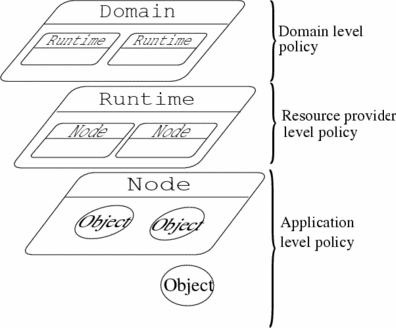 Domain
Runtime Runtime
Domain level
policy
Runtime
Node Node
Resource provider
level policy
Node
Object Object
Application
level policy
Object